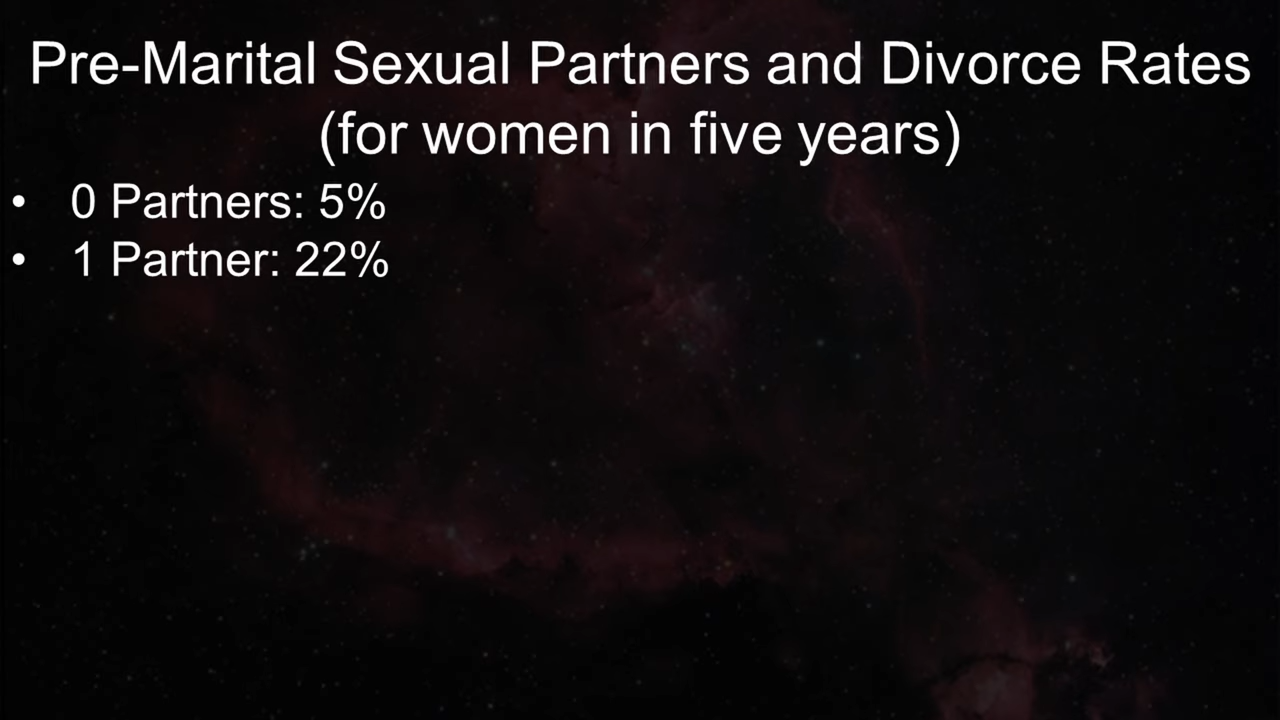 Pre-Marital Sexual Partners and Divorce Rates
(for women in five years)
• 0 Partners: 5%
• 1 Partner: 22%